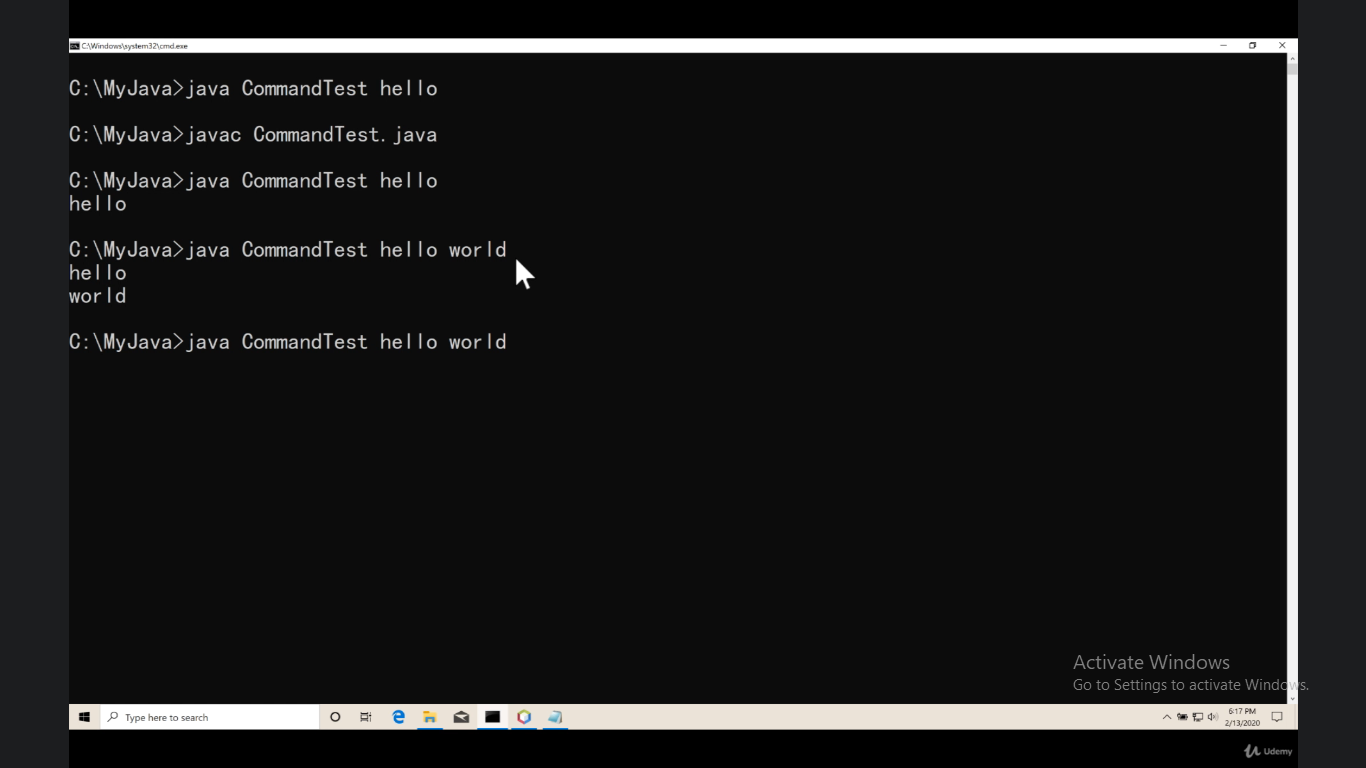 C:\Windows\system32\cmd.exe
C:\MyJava>java CommandTest hello
C:\MyJava>javac CommandTest.java
C:\MyJava>java CommandTest hello
hello
C:\MyJava>java CommandTest hello world
hello
world
C:\MyJava>java CommandTest hello world
Activate Windows
Go to Settings to activate Windows.
Type here to search
6:17 PM
2/13/2020
Udemy